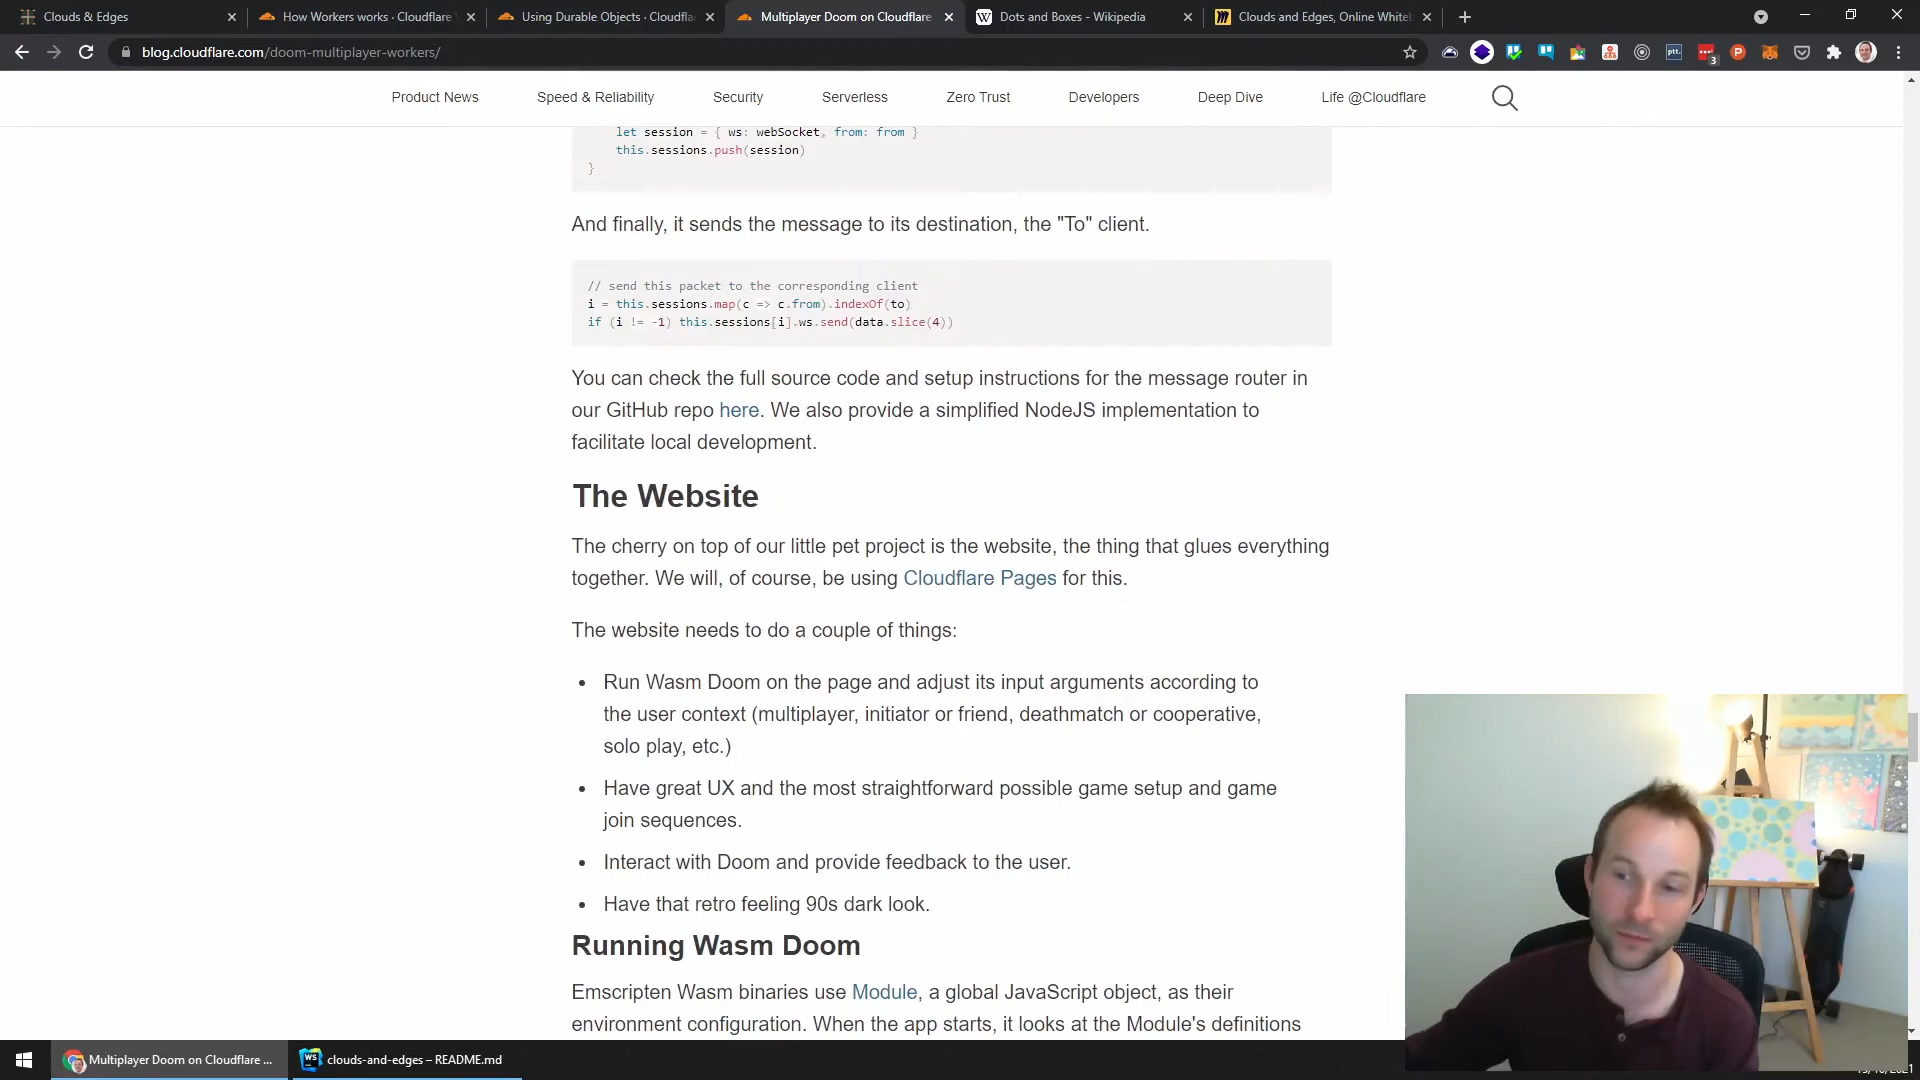 Clouds & Edges
How Workers works · Cloudflare
Using Durable Objects · Cloudfla
Multiplayer Doom on Cloudflare
Dots and Boxes - Wikipedia
Clouds and Edges, Online White
blog.cloudflare.com/doom-multiplayer-workers/
Product News
Speed & Reliability
Security
Serverless
Zero Trust
Developers
Deep Dive
Life @Cloudflare
let session = { ws: webSocket, from: from }
this.sessions.push(session)
}
And finally, it sends the message to its destination, the "To" client.
// send this packet to the corresponding client
i = this.sessions.map(c => c.from).indexOf(to)
if (i != -1) this.sessions[i].ws.send(data.slice(4))
You can check the full source code and setup instructions for the message router in
our GitHub repo here. We also provide a simplified NodeJS implementation to
facilitate local development.
The Website
The cherry on top of our little pet project is the website, the thing that glues everything
together. We will, of course, be using Cloudflare Pages for this.
The website needs to do a couple of things:
• Run Wasm Doom on the page and adjust its input arguments according to
the user context (multiplayer, initiator or friend, deathmatch or cooperative,
solo play, etc.)
• Have great UX and the most straightforward possible game setup and game
join sequences.
• Interact with Doom and provide feedback to the user.
• Have that retro feeling 90s dark look.
Running Wasm Doom
Emscripten Wasm binaries use Module, a global JavaScript object, as their
environment configuration. When the app starts, it looks at the Module's definitions
Multiplayer Doom on Cloudflare ...
WS
clouds-and-edges – README.md